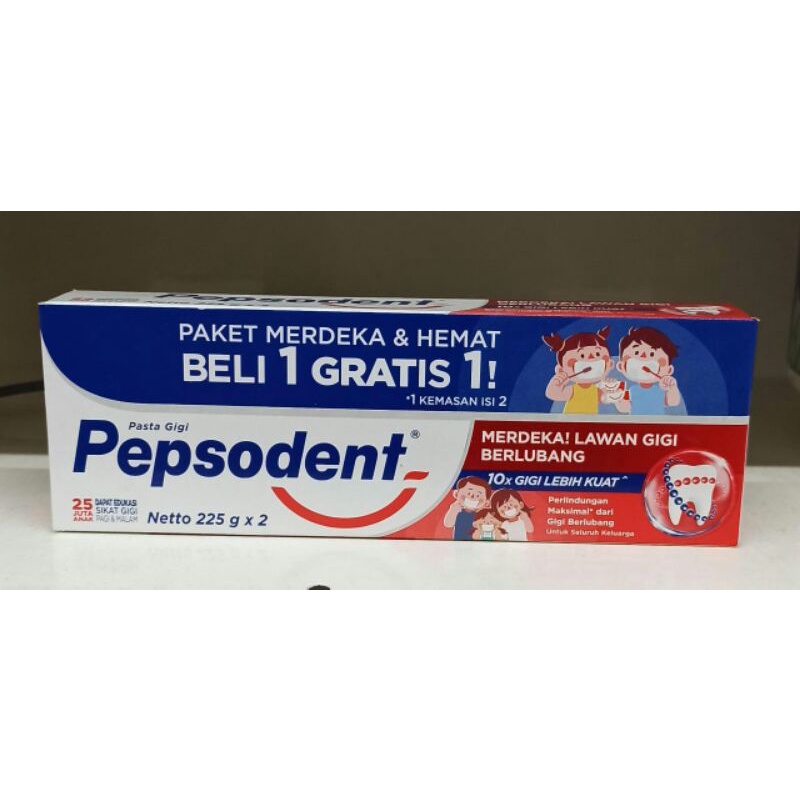 Pepsodent
PAKET MERDEKA & HEMAT
BELI 1 GRATIS 1!
*1 KEMASAN ISI 2
Pasta Gigi
Pepsodent®
25 JUTA ANAK
DAPAT EDUKASI
SIKAT GIGI
PAGI & MALAM
Netto 225 g x 2
MERDEKA! LAWAN GIGI
BERLUBANG
10x GIGI LEBIH KUAT^
Perlindungan
Maksimal* dari
Gigi Berlubang
Untuk Seluruh Keluarga